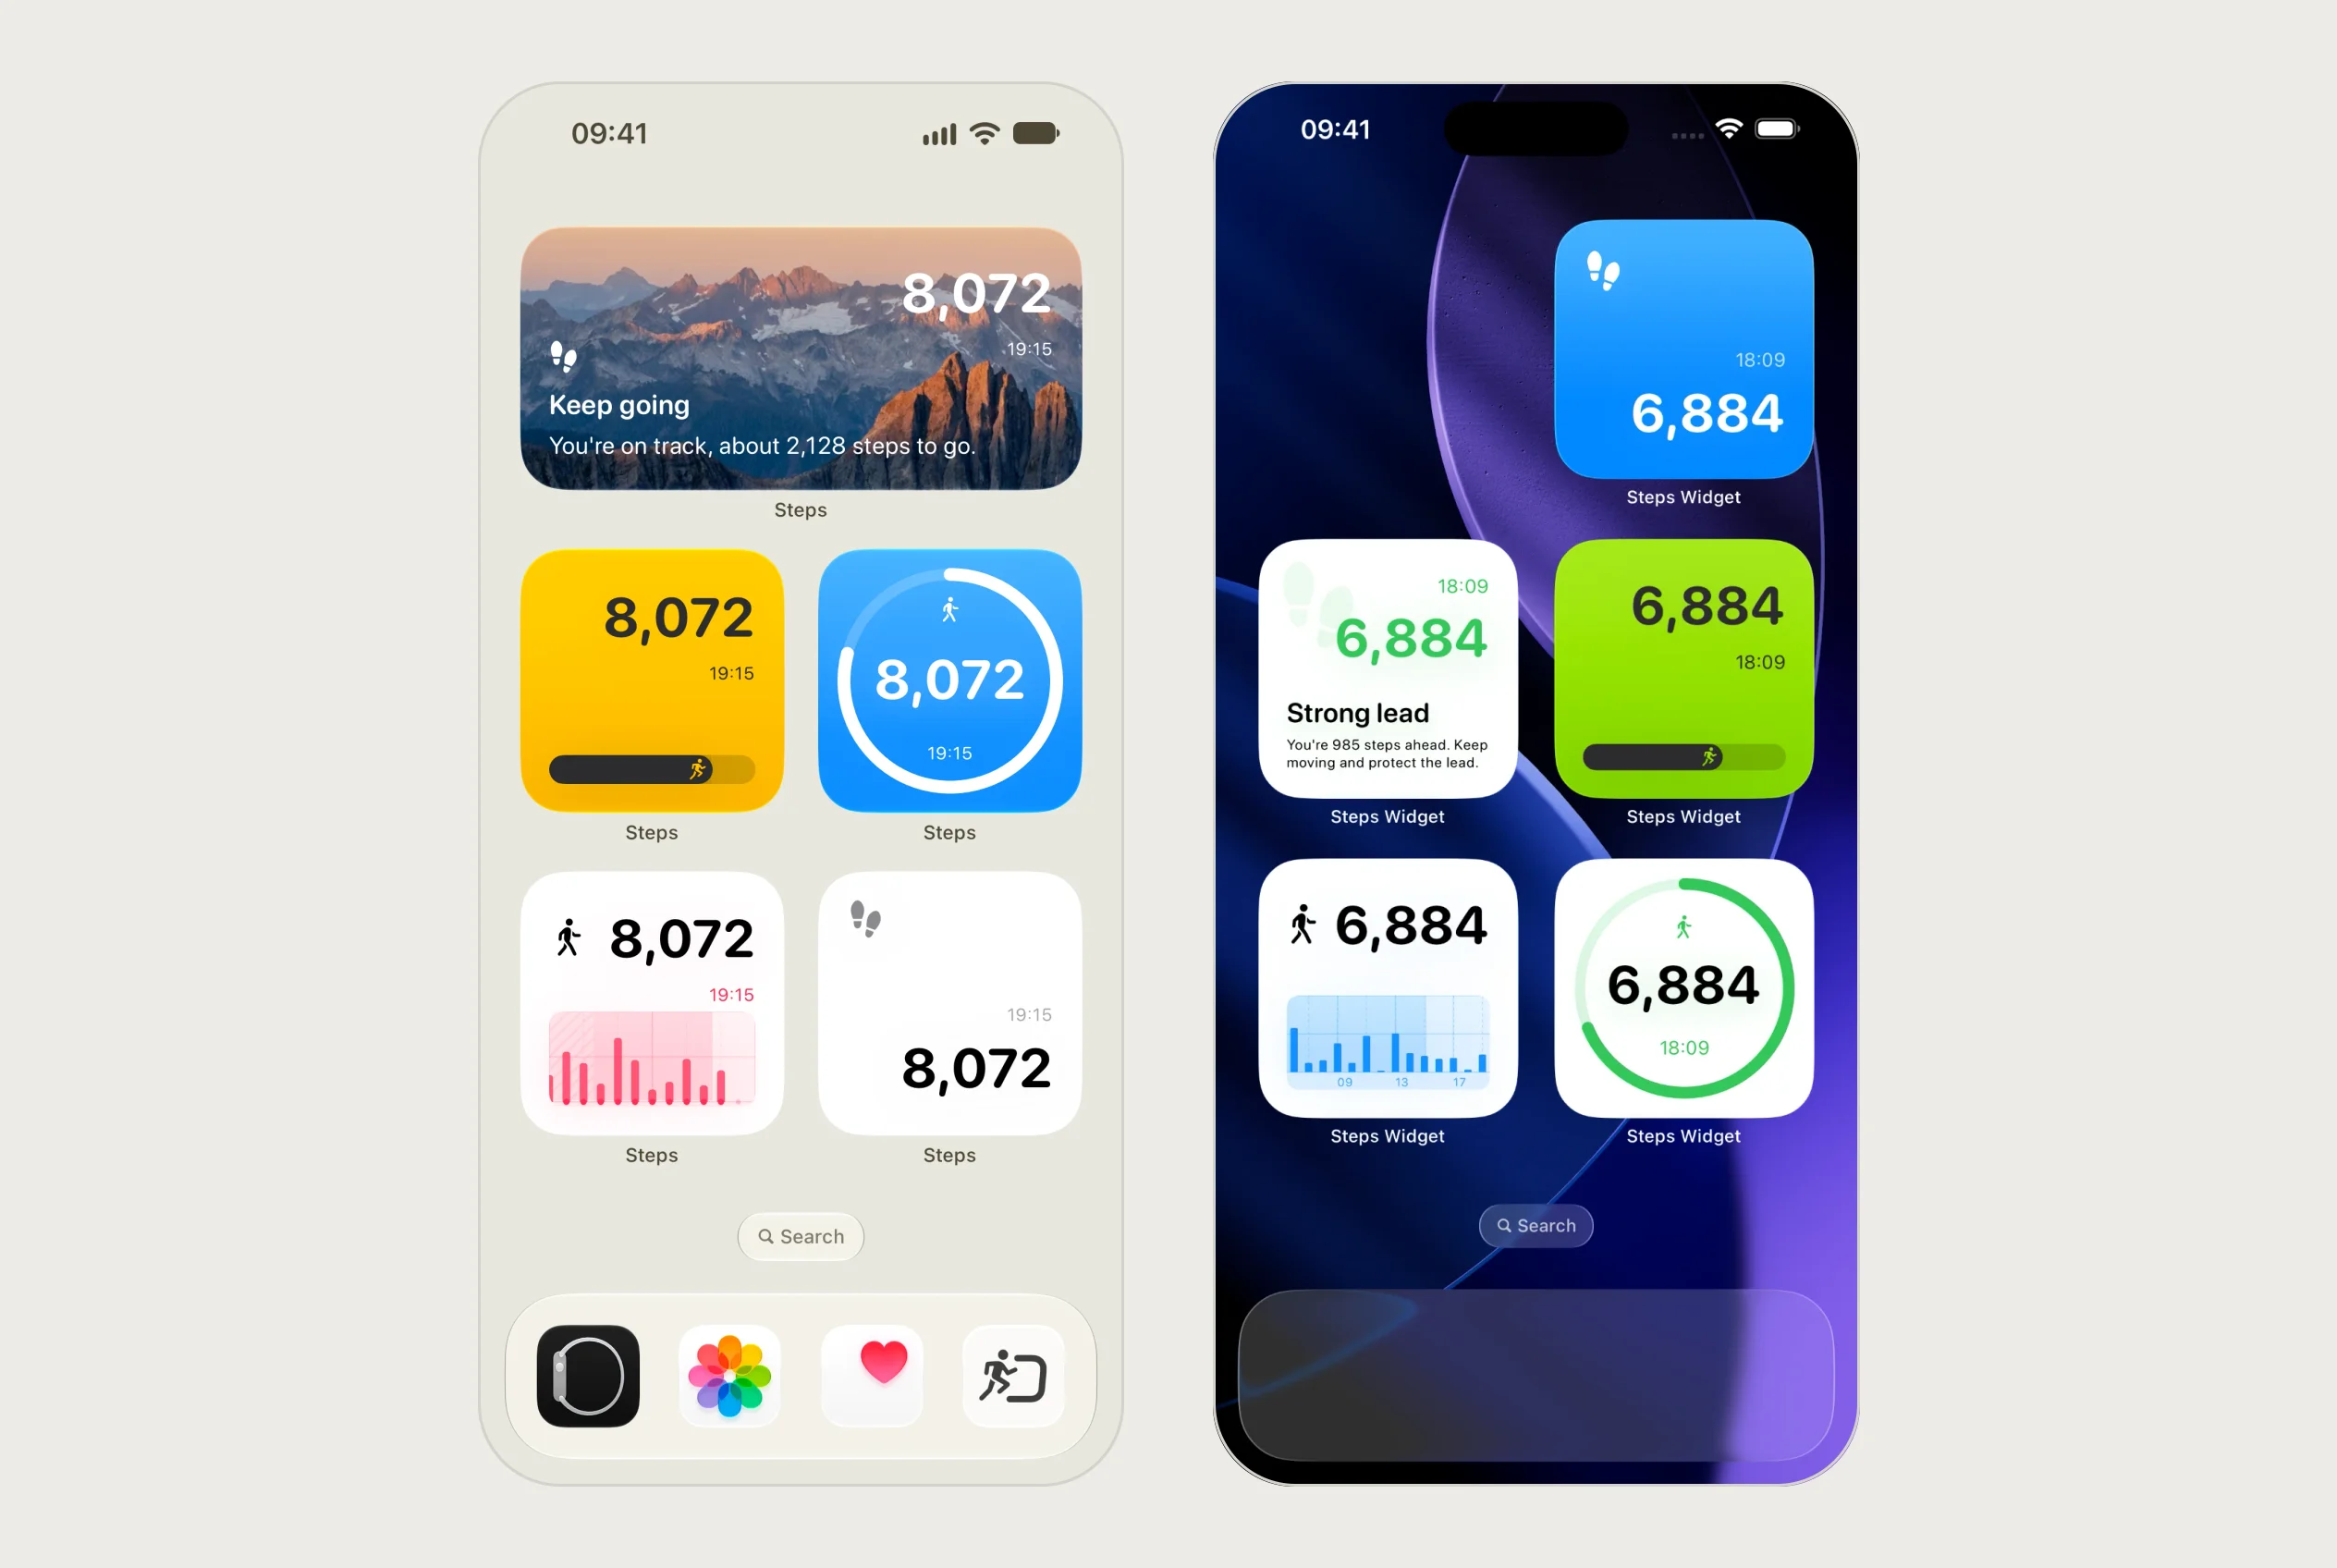 09:41
8,072
19:15
Keep going
You're on track, about 2,128 steps to go.
Steps
8,072
19:15
Steps
8,072
19:15
Steps
8,072
19:15
Steps
19:15
8,072
Steps
Search
09:41
18:09
6,884
Steps Widget
18:09
6,884
Strong lead
You're 985 steps ahead. Keep
moving and protect the lead.
Steps Widget
6,884
18:09
Steps Widget
6,884
09 13 17
Steps Widget
6,884
18:09
Steps Widget
Search